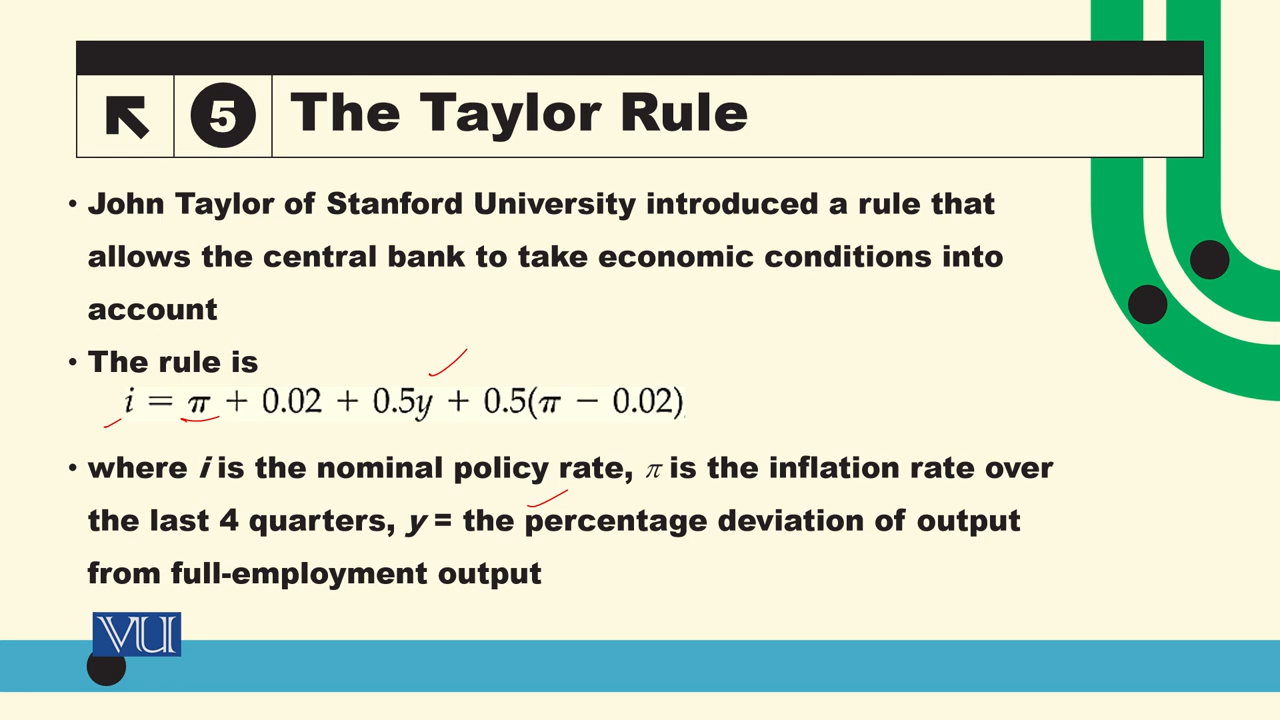 5 The Taylor Rule
• John Taylor of Stanford University introduced a rule that
allows the central bank to take economic conditions into
account
• The rule is
i = π + 0.02 + 0.5y + 0.5(π − 0.02)
• where i is the nominal policy rate, π is the inflation rate over
the last 4 quarters, y = the percentage deviation of output
from full-employment output
VU